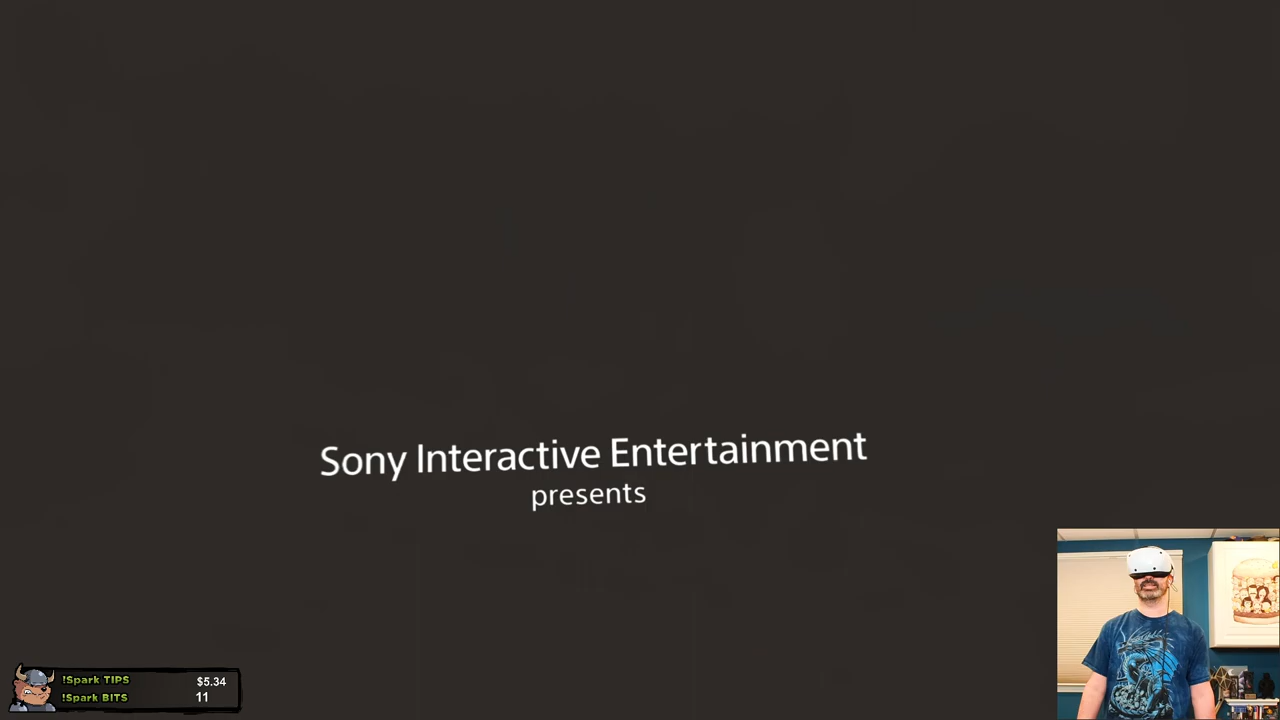 Sony Interactive Entertainment
presents
!Spark TIPS $5.34
!Spark BITS 11